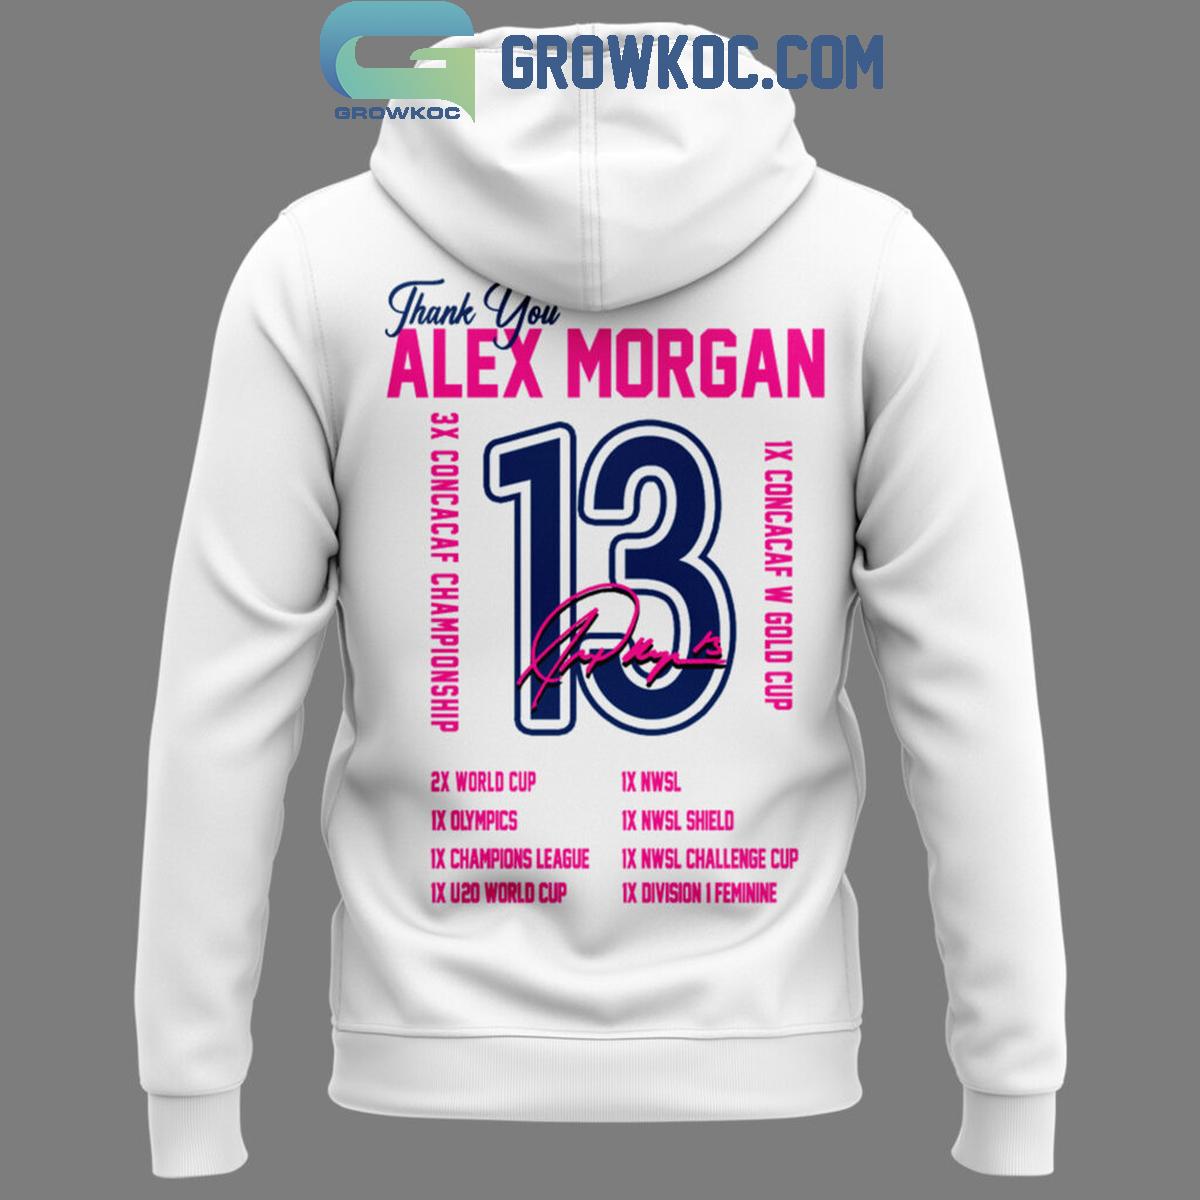 GROWKOC
GROWKOC.COM
Thank You
ALEX MORGAN
3X CONCACAF CHAMPIONSHIP
13
13
1X CONCACAF W GOLD CUP
2X WORLD CUP
1X OLYMPICS
1X CHAMPIONS LEAGUE
1X U20 WORLD CUP
1X NWSL
1X NWSL SHIELD
1X NWSL CHALLENGE CUP
1X DIVISION 1 FEMININE